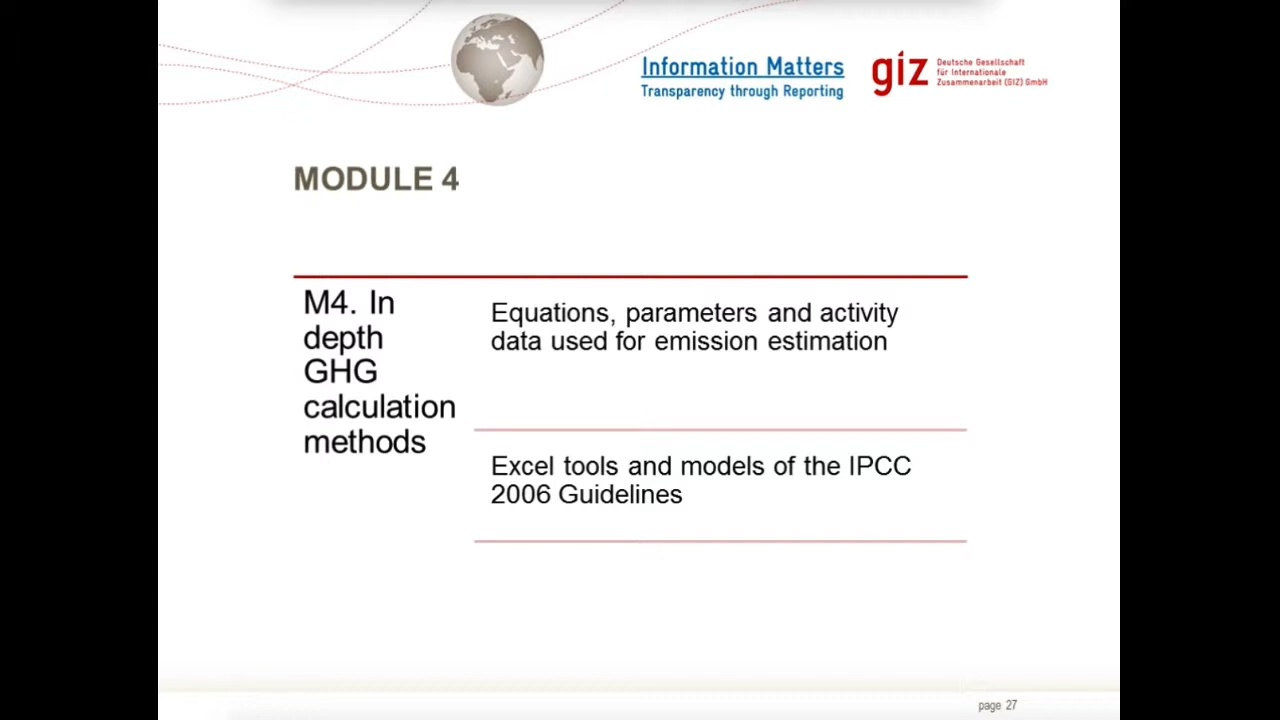 Information Matters
Transparency through Reporting
giz
Deutsche Gesellschaft
für Internationale
Zusammenarbeit (GIZ) GmbH
MODULE 4
M4. In
depth
GHG
calculation
methods
Equations, parameters and activity
data used for emission estimation
Excel tools and models of the IPCC
2006 Guidelines
page 27